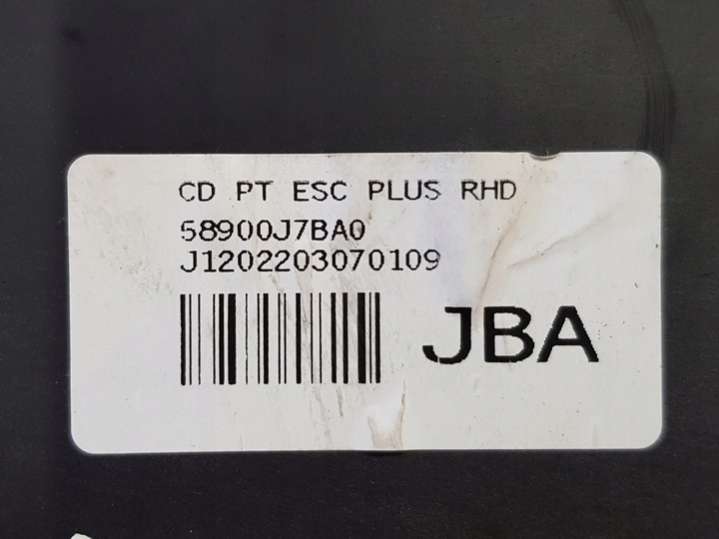 CD PT ESC PLUS RHD
58900J7BA0
J1202203070109
JBA